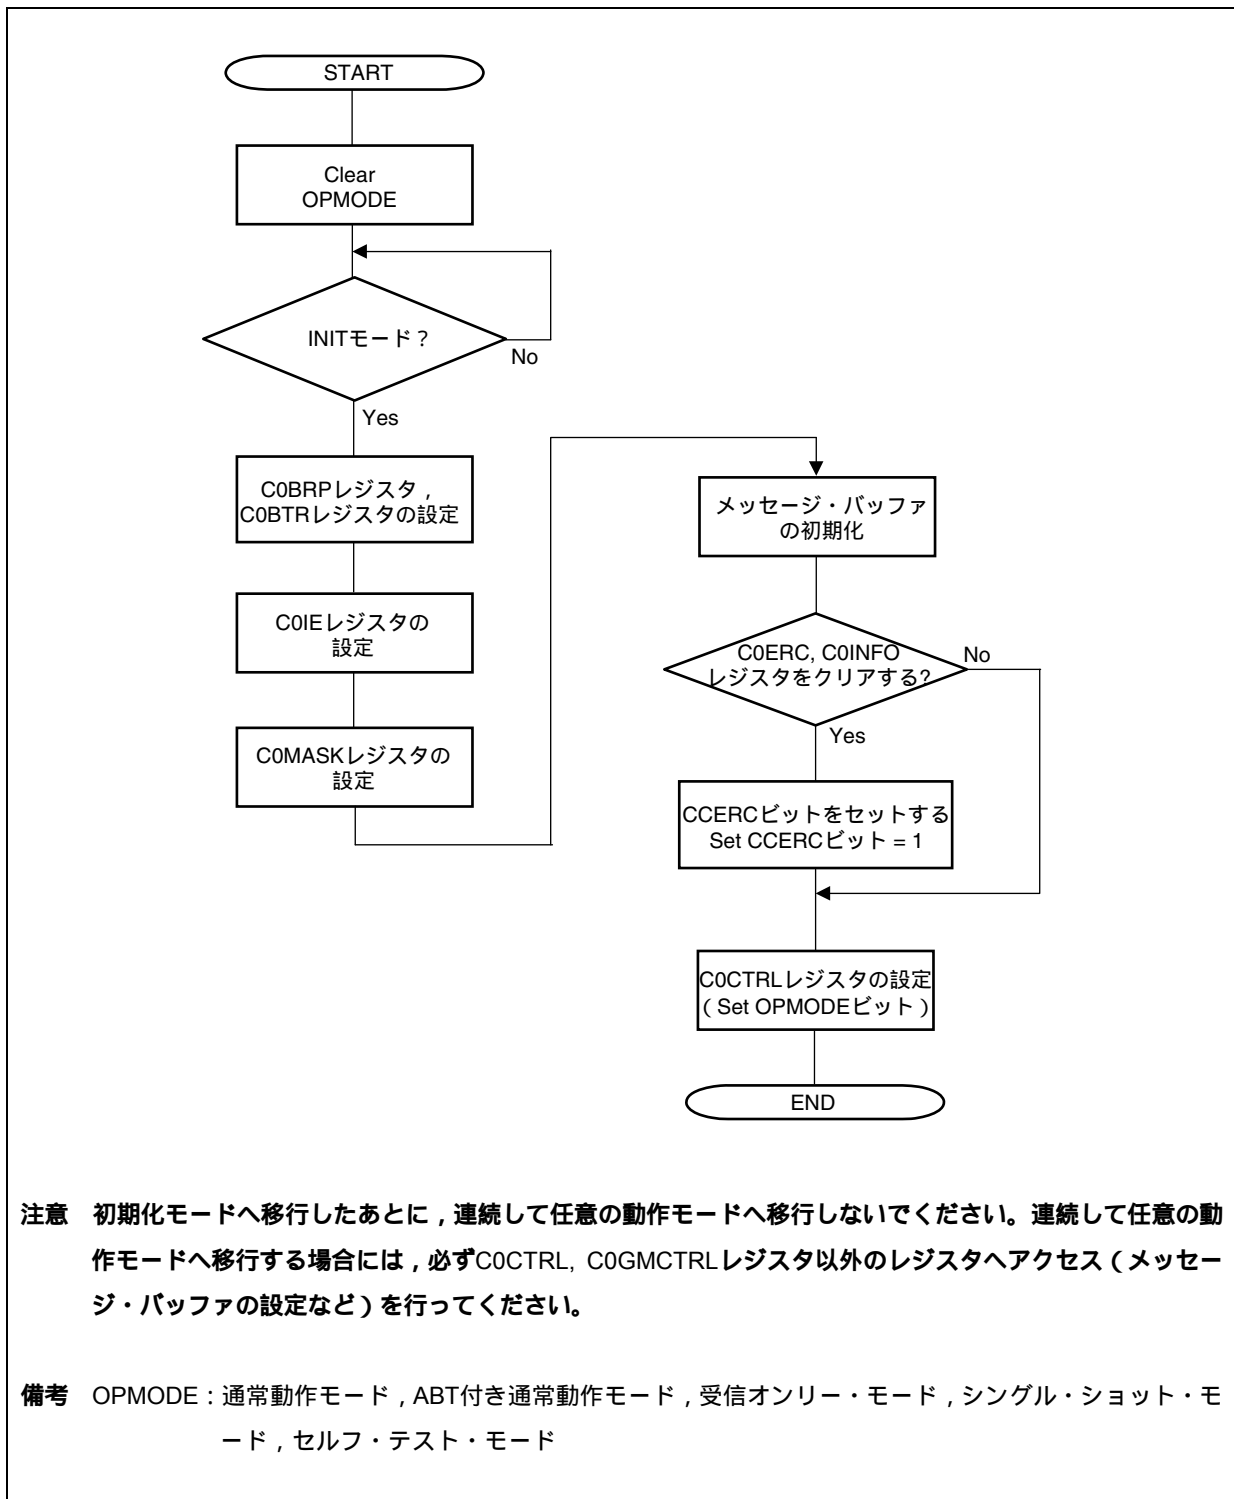 START
Clear
OPMODE
INITモード？
No
Yes
C0BRPレジスタ，
C0BTRレジスタの設定
C0IEレジスタの
設定
C0MASKレジスタの
設定
メッセージ・バッファ
の初期化
C0ERC, C0INFO
レジスタをクリアする?
No
Yes
CCERCビットをセットする
Set CCERCビット = 1
C0CTRLレジスタの設定
（Set OPMODEビット）
END
注意　初期化モードへ移行したあとに，連続して任意の動作モードへ移行しないでください。連続して任意の動
作モードへ移行する場合には，必ずC0CTRL, C0GMCTRLレジスタ以外のレジスタへアクセス（メッセー
ジ・バッファの設定など）を行ってください。
備考　OPMODE：通常動作モード，ABT付き通常動作モード，受信オンリー・モード，シングル・ショット・モ
ード，セルフ・テスト・モード